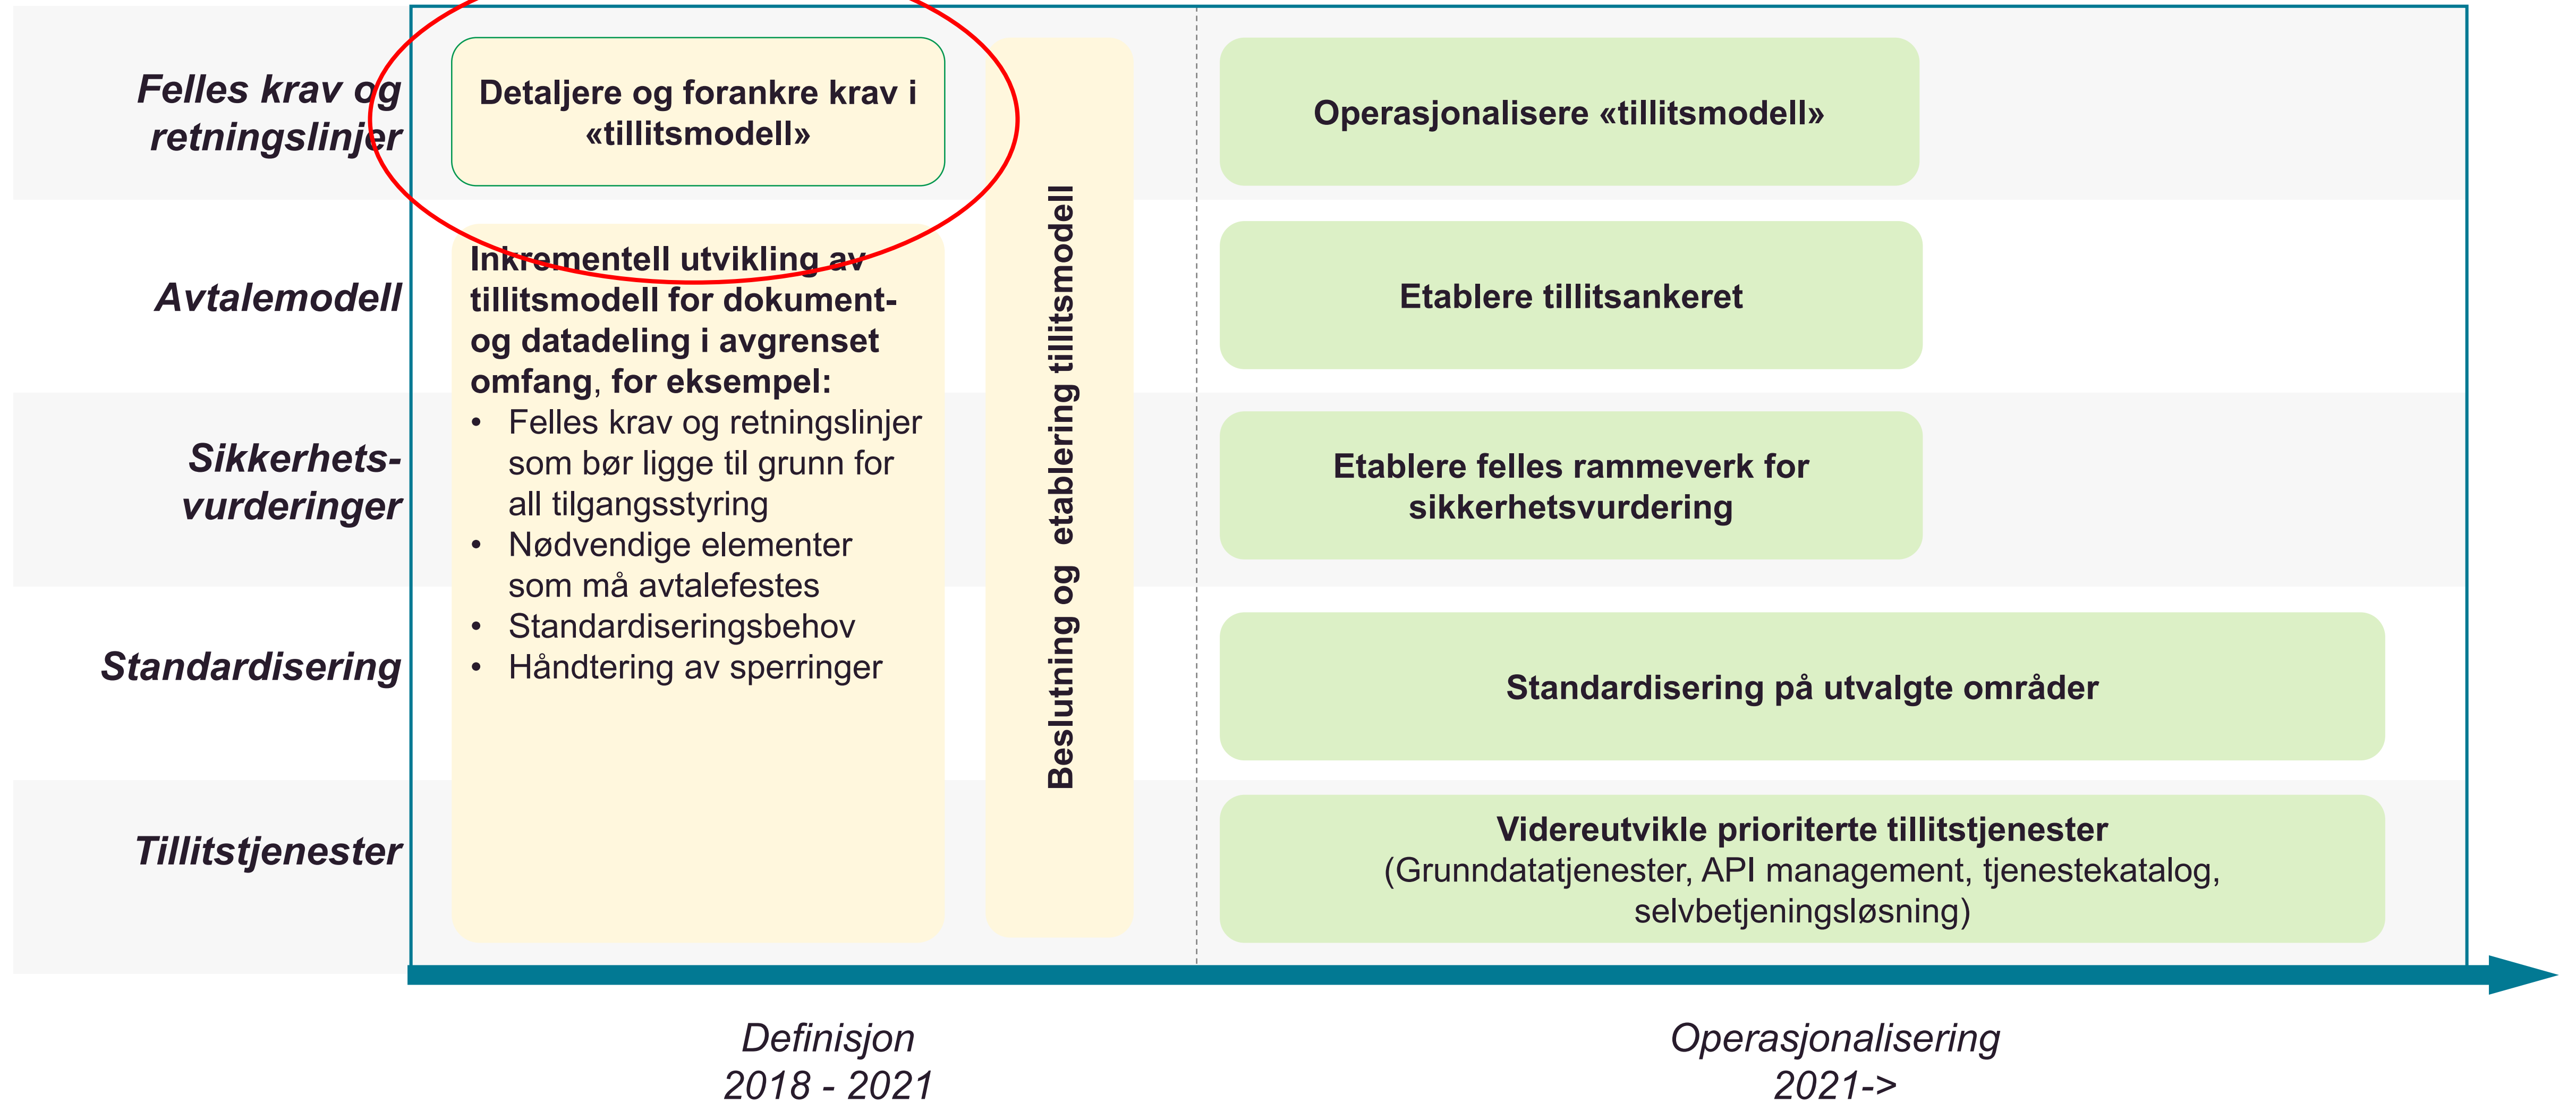 Felles krav og
retningslinjer
Detaljere og forankre krav i
«tillitsmodell»
Operasjonalisere «tillitsmodell»
Avtalemodell
Inkrementell utvikling av
tillitsmodell for dokument-
og datadeling i avgrenset
omfang, for eksempel:
• Felles krav og retningslinjer
som bør ligge til grunn for
all tilgangsstyring
• Nødvendige elementer
som må avtalefestes
• Standardiseringsbehov
• Håndtering av sperringer
Beslutning og etablering tillitsmodell
Etablere tillitsankeret
Sikkerhets-
vurderinger
Etablere felles rammeverk for
sikkerhetsvurdering
Standardisering
Standardisering på utvalgte områder
Tillitstjenester
Videreutvikle prioriterte tillitstjenester
(Grunndatatjenester, API management, tjenestekatalog,
selvbetjeningsløsning)
Definisjon
2018 - 2021
Operasjonalisering
2021->